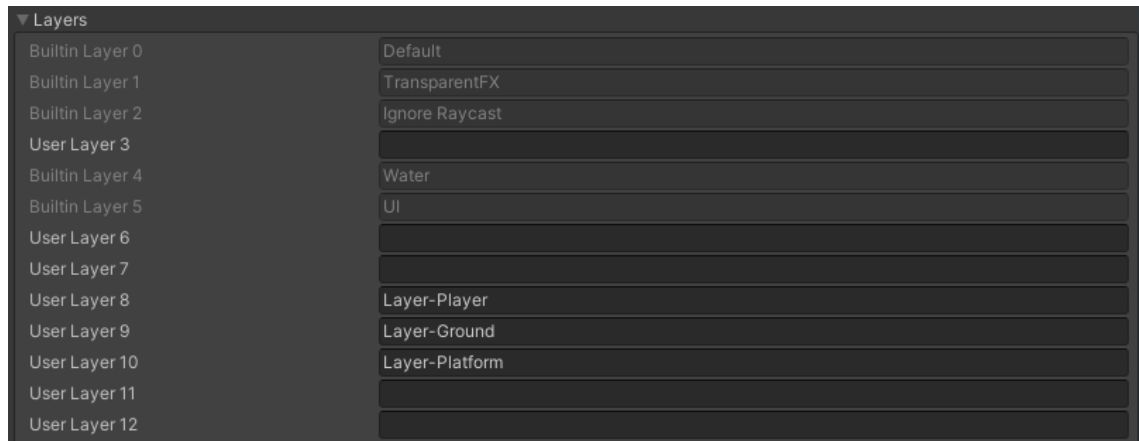 Layers
Builtin Layer 0 Default
Builtin Layer 1 TransparentFX
Builtin Layer 2 Ignore Raycast
User Layer 3
Builtin Layer 4 Water
Builtin Layer 5 UI
User Layer 6
User Layer 7
User Layer 8 Layer-Player
User Layer 9 Layer-Ground
User Layer 10 Layer-Platform
User Layer 11
User Layer 12